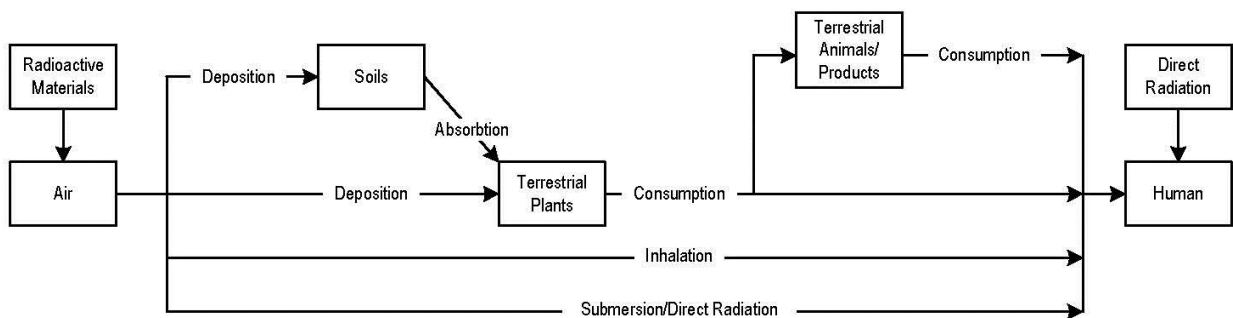 Radioactive
Materials
Air
Deposition
Soils
Absorbtion
Deposition
Terrestrial
Plants
Consumption
Terrestrial
Animals/
Products
Consumption
Inhalation
Submersion/Direct Radiation
Direct
Radiation
Human